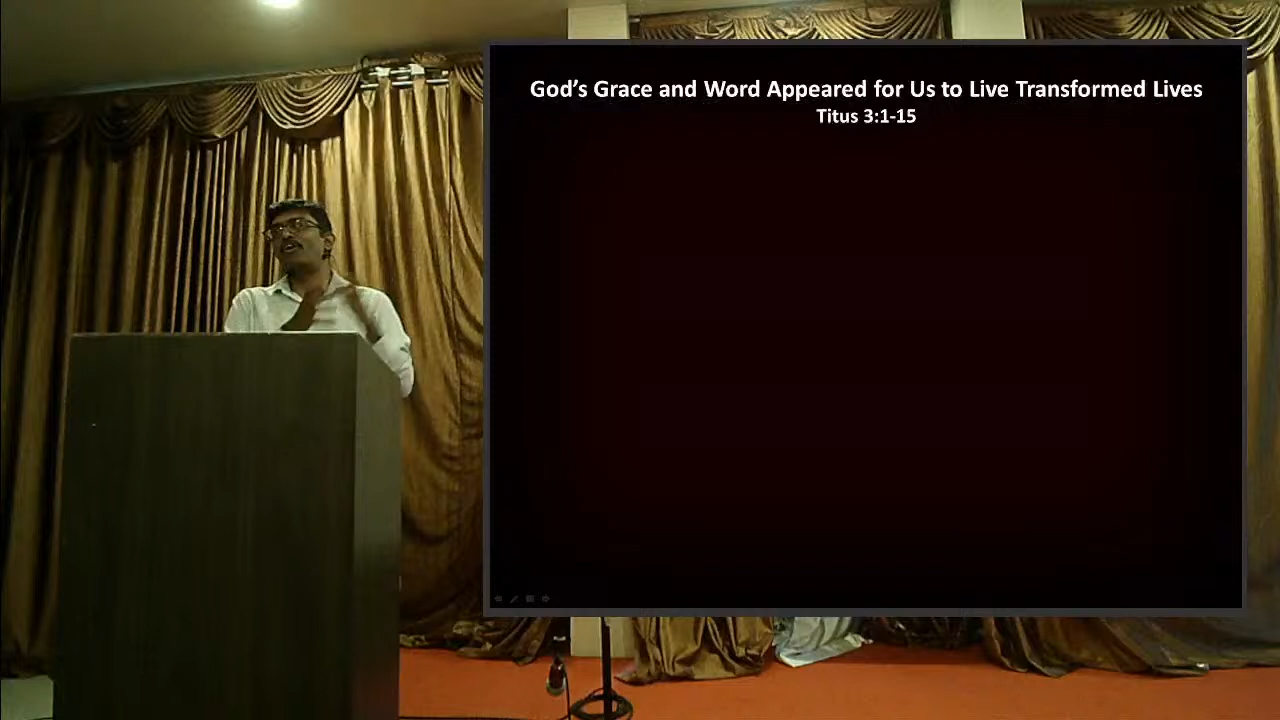 God’s Grace and Word Appeared for Us to Live Transformed Lives
Titus 3:1-15